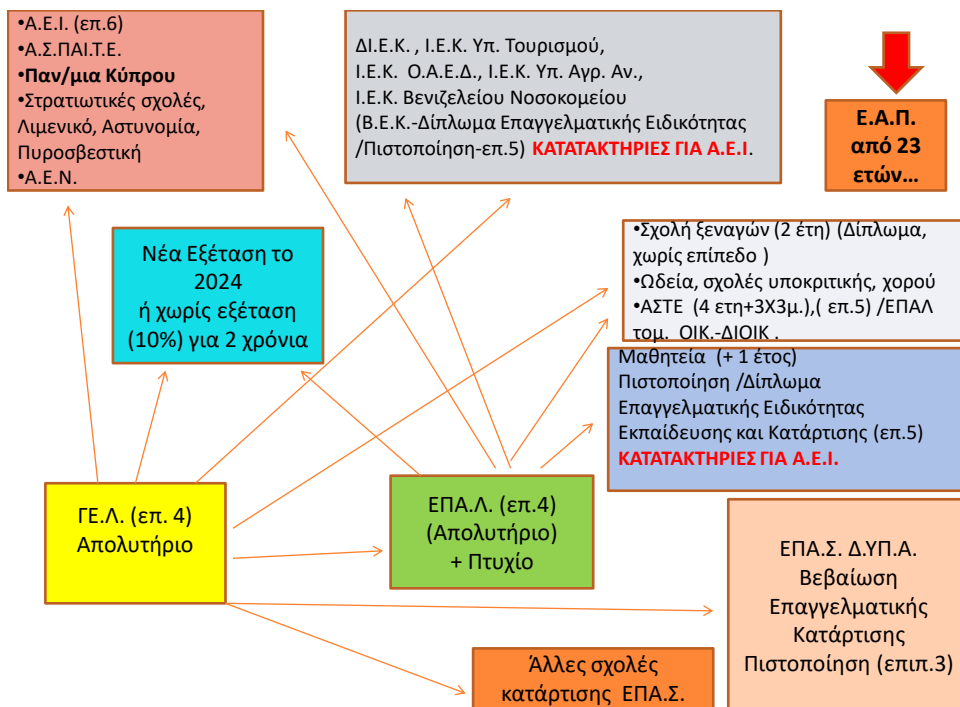 •Α.Ε.Ι. (επ.6)
•Α.Σ.ΠΑΙ.Τ.Ε.
•Παν/μια Κύπρου
•Στρατιωτικές σχολές,
Λιμενικό, Αστυνομία,
Πυροσβεστική
•Α.Ε.Ν.
ΔΙ.Ε.Κ. , Ι.Ε.Κ. Υπ. Τουρισμού,
Ι.Ε.Κ. Ο.Α.Ε.Δ., Ι.Ε.Κ. Υπ. Αγρ. Αν.,
Ι.Ε.Κ. Βενιζελείου Νοσοκομείου
(Β.Ε.Κ.-Δίπλωμα Επαγγελματικής Ειδικότητας
/Πιστοποίηση-επ.5) ΚΑΤΑΤΑΚΤΗΡΙΕΣ ΓΙΑ Α.Ε.Ι.
Ε.Α.Π.
από 23
ετών…
Νέα Εξέταση το
2024
ή χωρίς εξέταση
(10%) για 2 χρόνια
•Σχολή ξεναγών (2 έτη) (Δίπλωμα,
χωρίς επίπεδο )
•Ωδεία, σχολές υποκριτικής, χορού
•ΑΣΤΕ (4 ετη+3Χ3μ.),( επ.5) /ΕΠΑΛ
τομ. ΟΙΚ.-ΔΙΟΙΚ .
Μαθητεία (+ 1 έτος)
Πιστοποίηση /Δίπλωμα
Επαγγελματικής Ειδικότητας
Εκπαίδευσης και Κατάρτισης (επ.5)
ΚΑΤΑΤΑΚΤΗΡΙΕΣ ΓΙΑ Α.Ε.Ι.
ΓΕ.Λ. (επ. 4)
Απολυτήριο
ΕΠΑ.Λ. (επ.4)
(Απολυτήριο)
+ Πτυχίο
ΕΠΑ.Σ. Δ.ΥΠ.Α.
Βεβαίωση
Επαγγελματικής
Κατάρτισης
Πιστοποίηση (επιπ.3)
Άλλες σχολές
κατάρτισης ΕΠΑ.Σ.